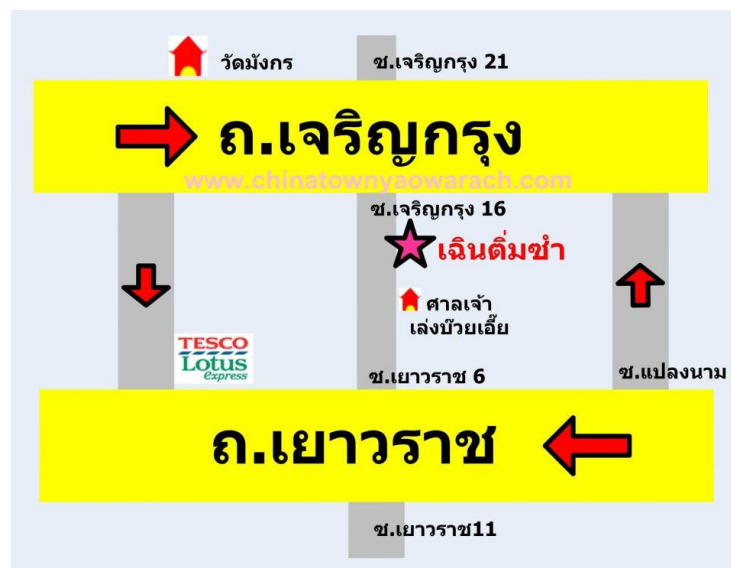 วัดมังกร
ซ.เจริญกรุง 21
ถ.เจริญกรุง
www.chinatownyaowarach.com
ซ.เจริญกรุง 16
เฉินติ่มซำ
ศาลเจ้า
เล่งบ๊วยเอี๊ย
TESCO
Lotus
express
ซ.เยาวราช 6
ซ.แปลงนาม
ถ.เยาวราช
ซ.เยาวราช11